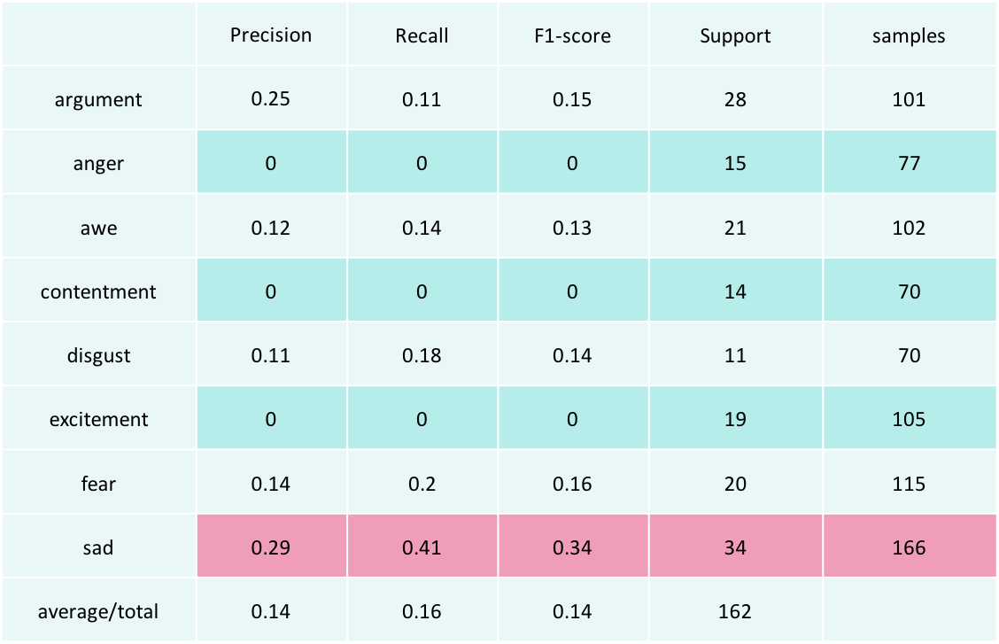 Precision Recall F1-score Support samples
argument 0.25 0.11 0.15 28 101
anger 0 0 0 15 77
awe 0.12 0.14 0.13 21 102
contentment 0 0 0 14 70
disgust 0.11 0.18 0.14 11 70
excitement 0 0 0 19 105
fear 0.14 0.2 0.16 20 115
sad 0.29 0.41 0.34 34 166
average/total 0.14 0.16 0.14 162